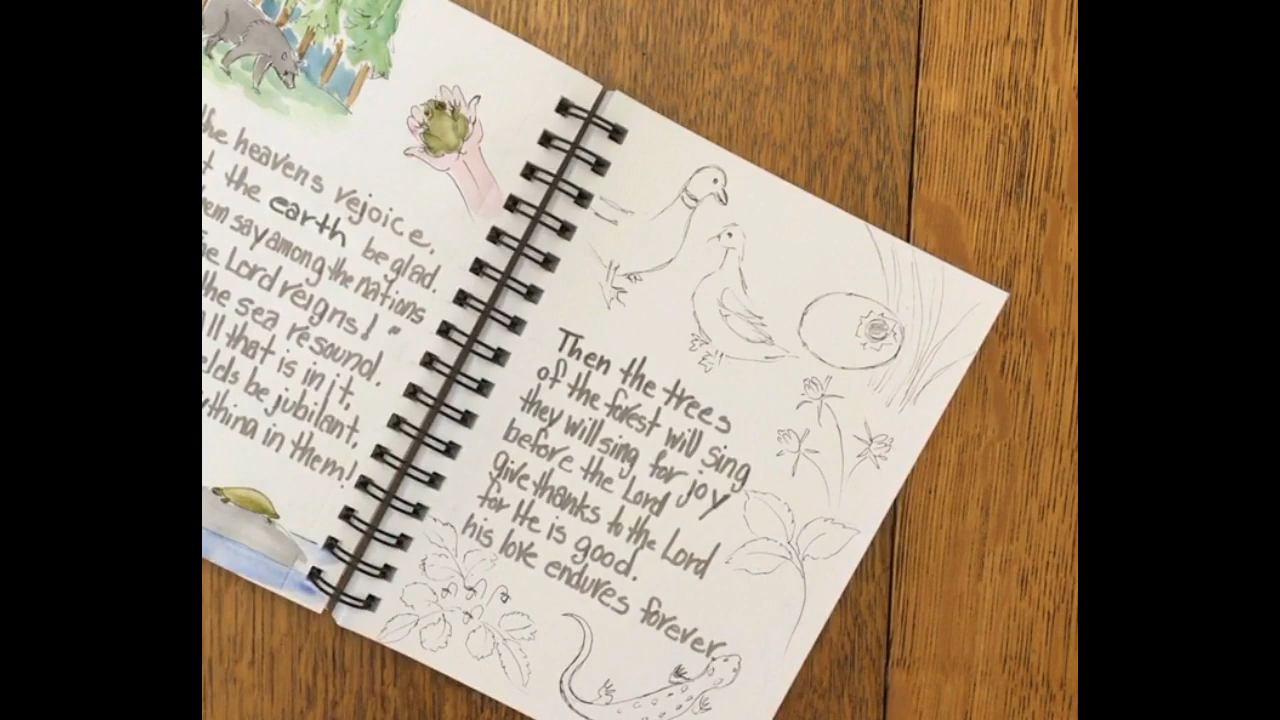 he heavens rejoice,
t the earth be glad.
em say among the nations
he Lord reigns! "
the sea resound.
ll that is in it,
elds be jubilant,
ything in them!
Then the trees
of the forest will sing
they will sing for joy
before the Lord
give thanks to the Lord
for He is good.
his love endures forever.